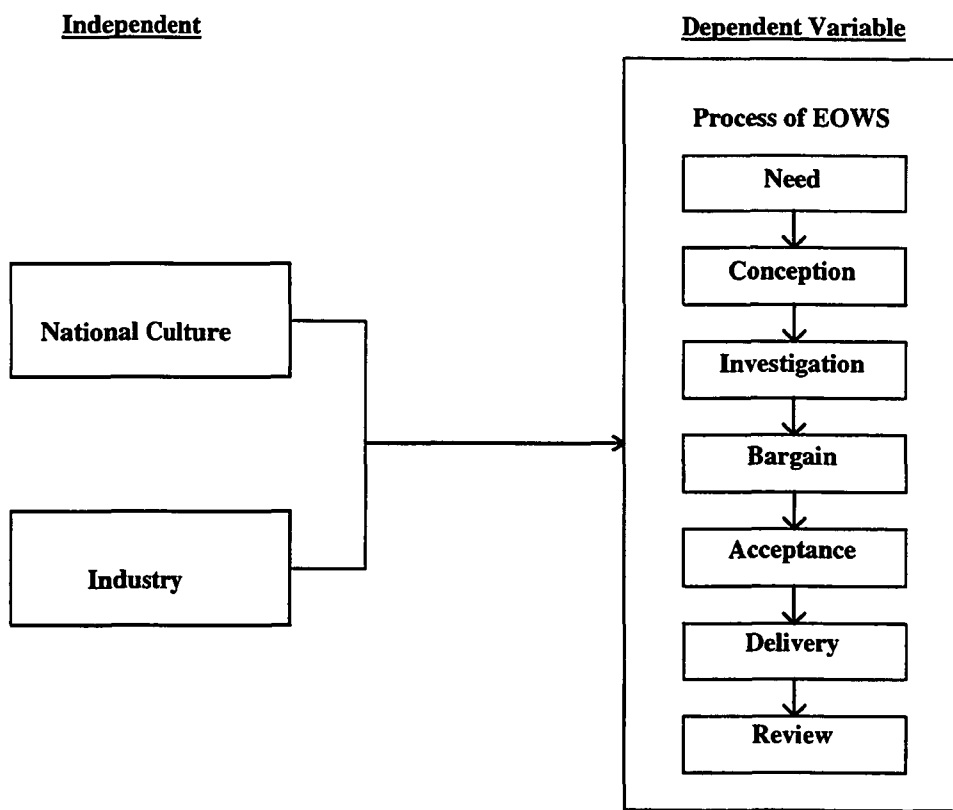 Independent
Dependent Variable
Process of EOWS
Need
Conception
National Culture
Investigation
Bargain
Acceptance
Industry
Delivery
Review